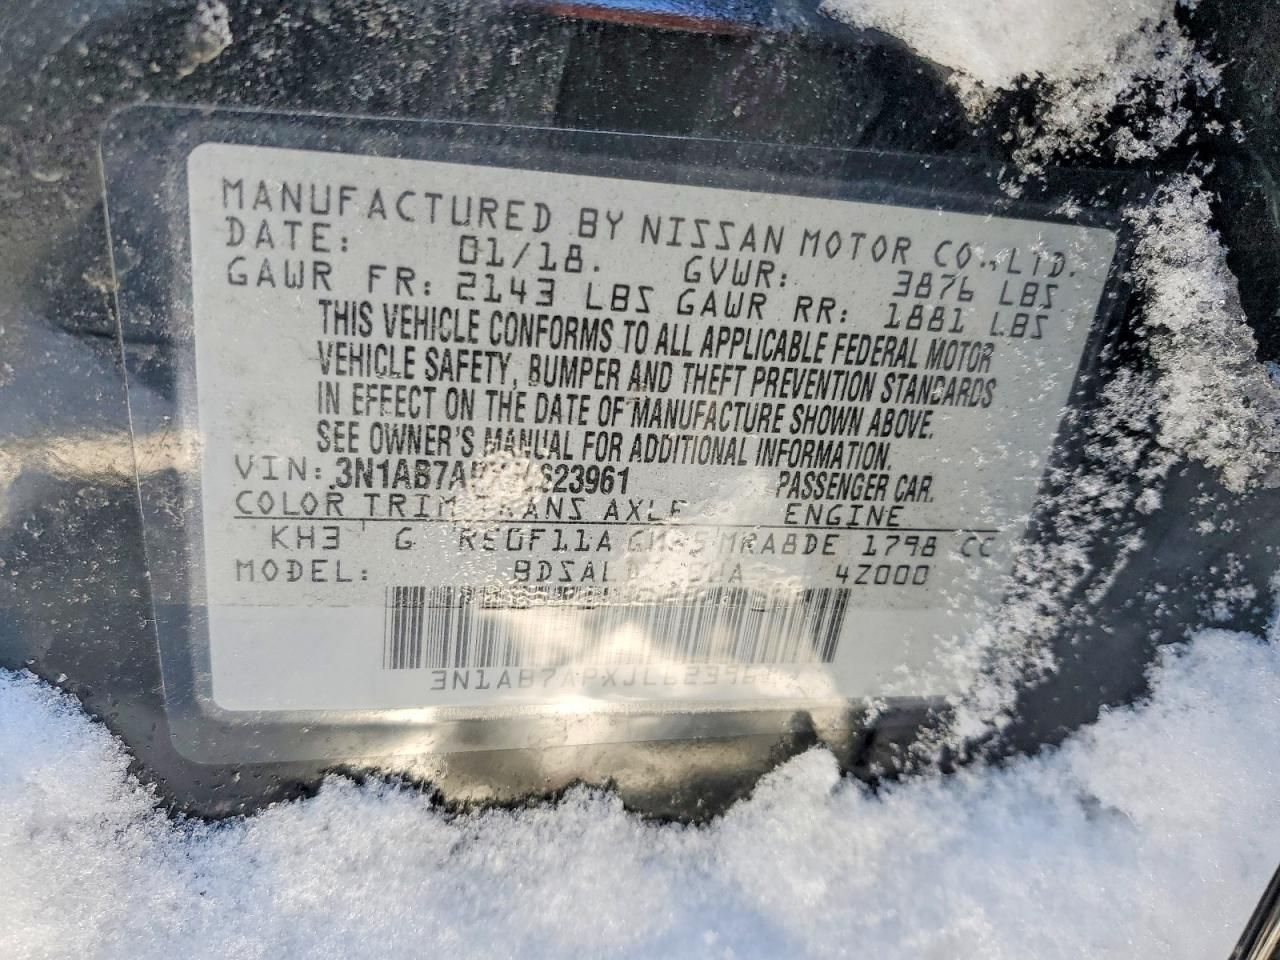 MANUFACTURED BY NISSAN MOTOR CO., LTD.
DATE: 01/18. GVWR: 3876 LBS
GAWR FR: 2143 LBS GAWR RR: 1881 LBS
THIS VEHICLE CONFORMS TO ALL APPLICABLE FEDERAL MOTOR
VEHICLE SAFETY, BUMPER AND THEFT PREVENTION STANDARDS
IN EFFECT ON THE DATE OF MANUFACTURE SHOWN ABOVE.
SEE OWNER'S MANUAL FOR ADDITIONAL INFORMATION.
VIN: PASSENGER CAR.
COLOR TRIM TRANS AXLE ENGINE
KH3 G RE0F11A MRA8DE 1798 CC
MODEL: 4Z000